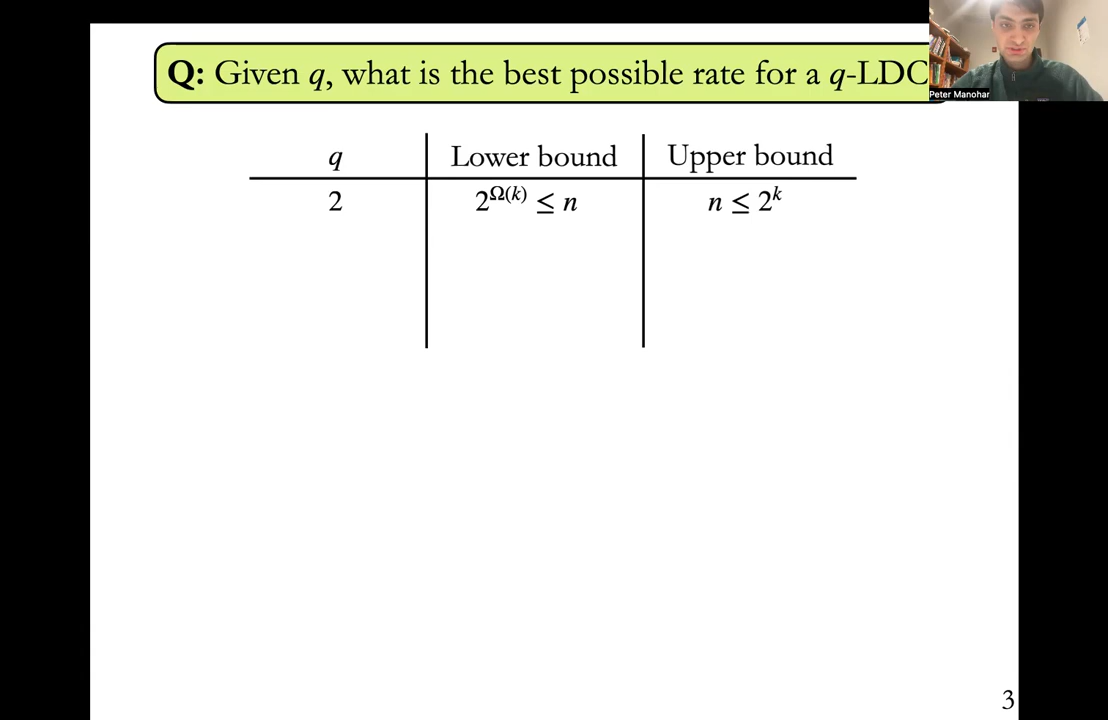 Q: Given q, what is the best possible rate for a q-LDC
Peter Manohar
q Lower bound Upper bound
2 2^{Ω(k)} ≤ n n ≤ 2^k
3